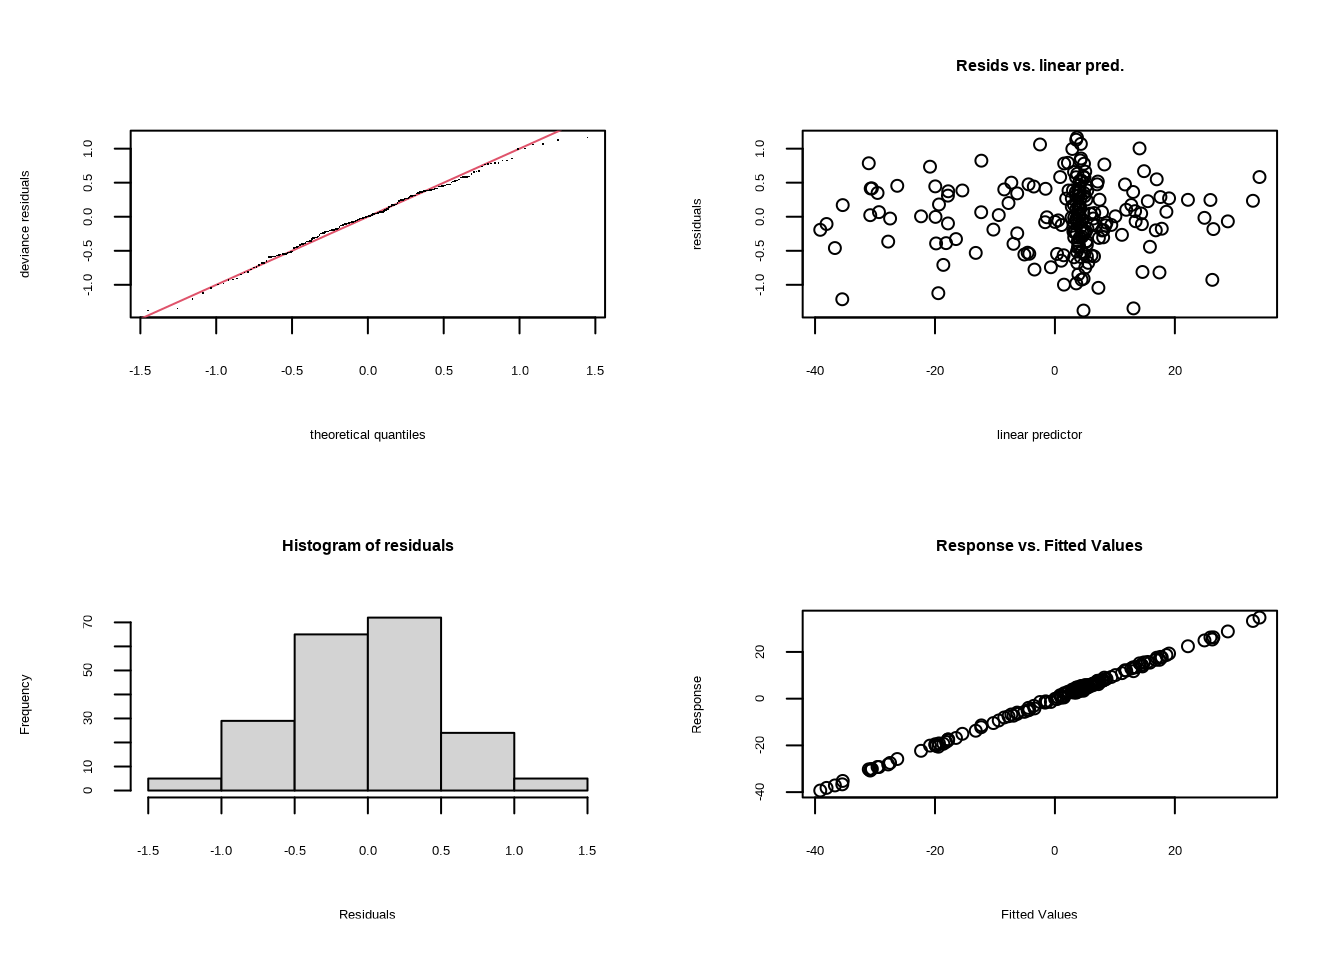 deviance residuals
1.0
0.5
0.0
-0.5
-1.0
-1.5 -1.0 -0.5 0.0 0.5 1.0 1.5
theoretical quantiles
Resids vs. linear pred.
residuals
1.0
0.5
0.0
-0.5
-1.0
-40 -20 0 20
linear predictor
Histogram of residuals
Frequency
70
50
30
10
0
-1.5 -1.0 -0.5 0.0 0.5 1.0 1.5
Residuals
Response vs. Fitted Values
Response
20
0
-20
-40
-40 -20 0 20
Fitted Values